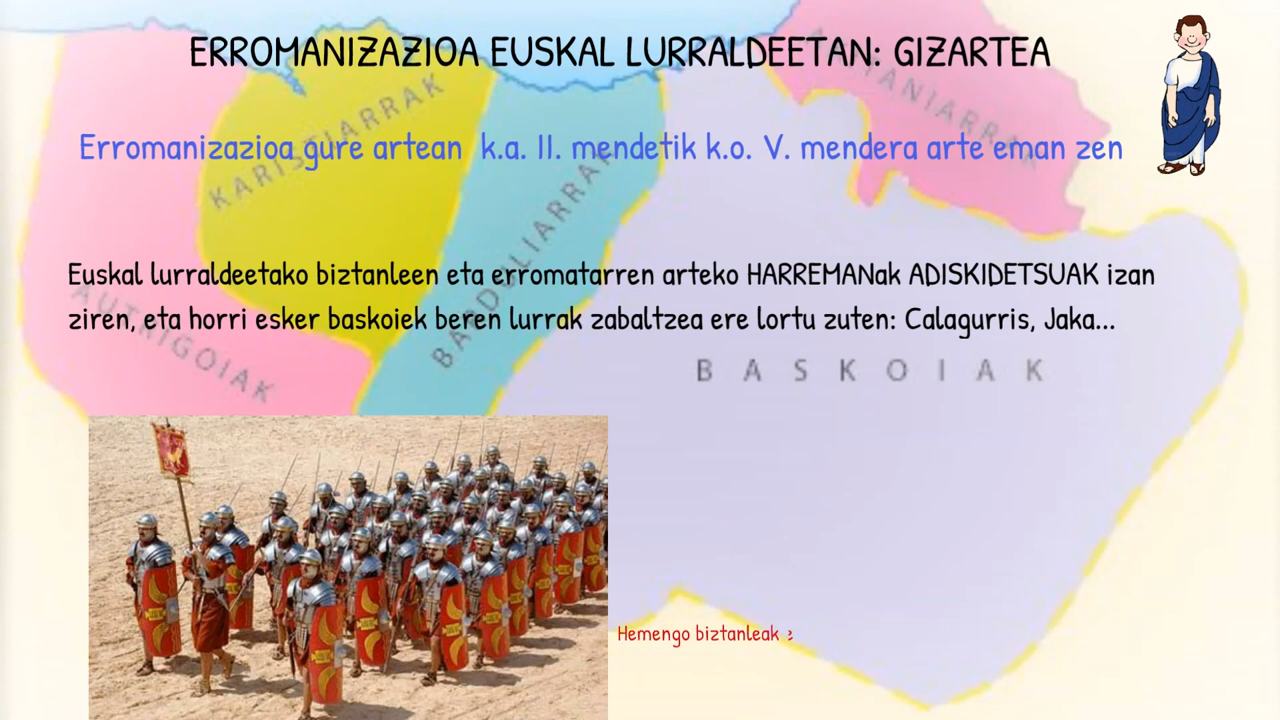 ERROMANIZAZIOA EUSKAL LURRALDEETAN: GIZARTEA
Erromanizazioa gure artean k.a. II. mendetik k.o. V. mendera arte eman zen
AKITANIARRAK
KARISTIARRAK
BARDULIARRAK
AUTRIGOIAK
Euskal lurraldeetako biztanleen eta erromatarren arteko HARREMANak ADISKIDETSUAK izan
ziren, eta horri esker baskoiek beren lurrak zabaltzea ere lortu zuten: Calagurris, Jaka...
BASKOIAK
Hemengo biztanleak